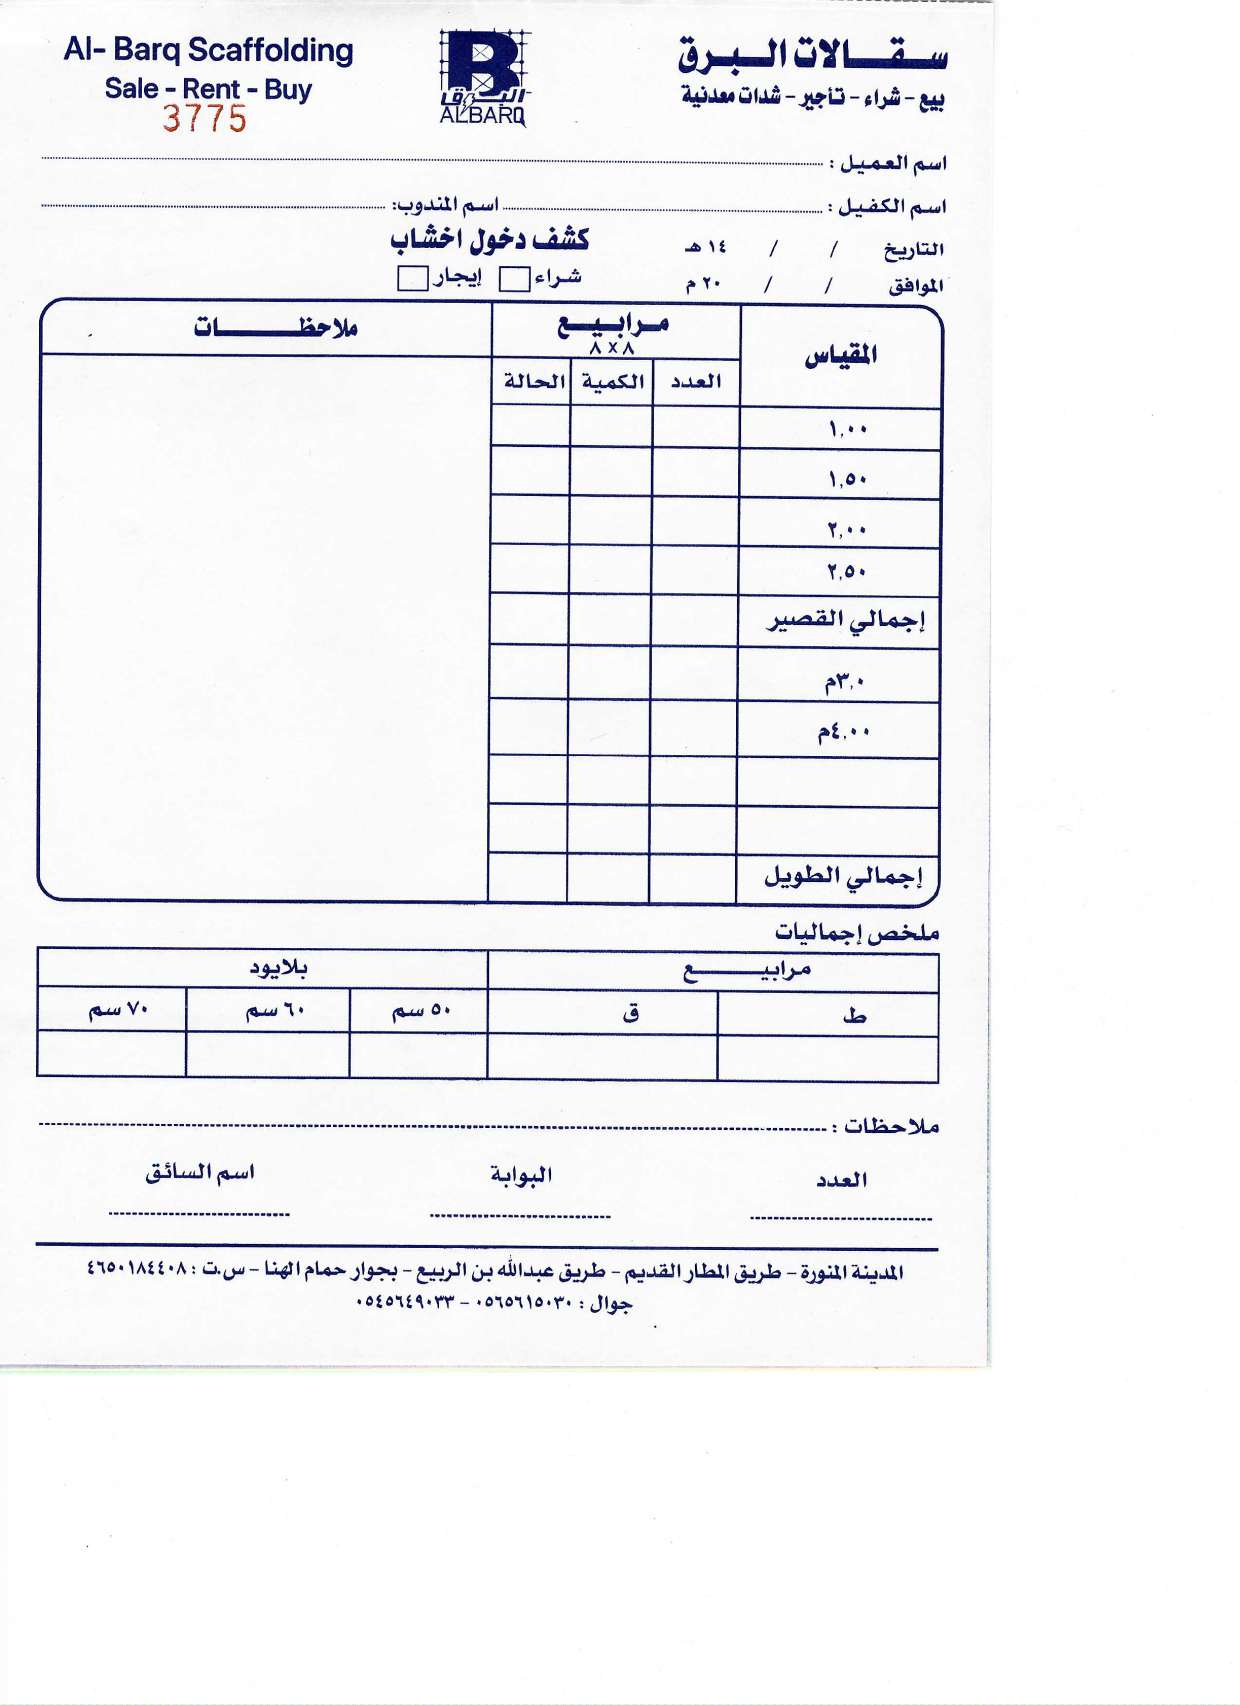 سقالات البرق
بيع - شراء - تأجير - شدات معدنية
البرق
ALBARQ
Al- Barq Scaffolding
Sale - Rent - Buy
3775
اسم العميل :
اسم الكفيل : اسم المندوب:
التاريخ / / ١٤ هـ
الموافق / / ٢٠ م
كشف دخول اخشاب
شراء إيجار
المقياس مرابيع ٨×٨ ملاحظات
العدد الكمية الحالة
١,٠٠
١,٥٠
٢,٠٠
٢,٥٠
إجمالي القصير
٣,٠م
٤,٠٠م
إجمالي الطويل
ملخص إجماليات
مرابيع بلايود
ط ق ٥٠ سم ٦٠ سم ٧٠ سم
ملاحظات :
العدد البوابة اسم السائق
المدينة المنورة - طريق المطار القديم - طريق عبدالله بن الربيع - بجوار حمام الهنا - س.ت : ٤٦٥٠١٨٤٤٠٨
جوال : ٠٥٦٥٦١٥٠٣٠ - ٠٥٤٥٦٤٩٠٣٣